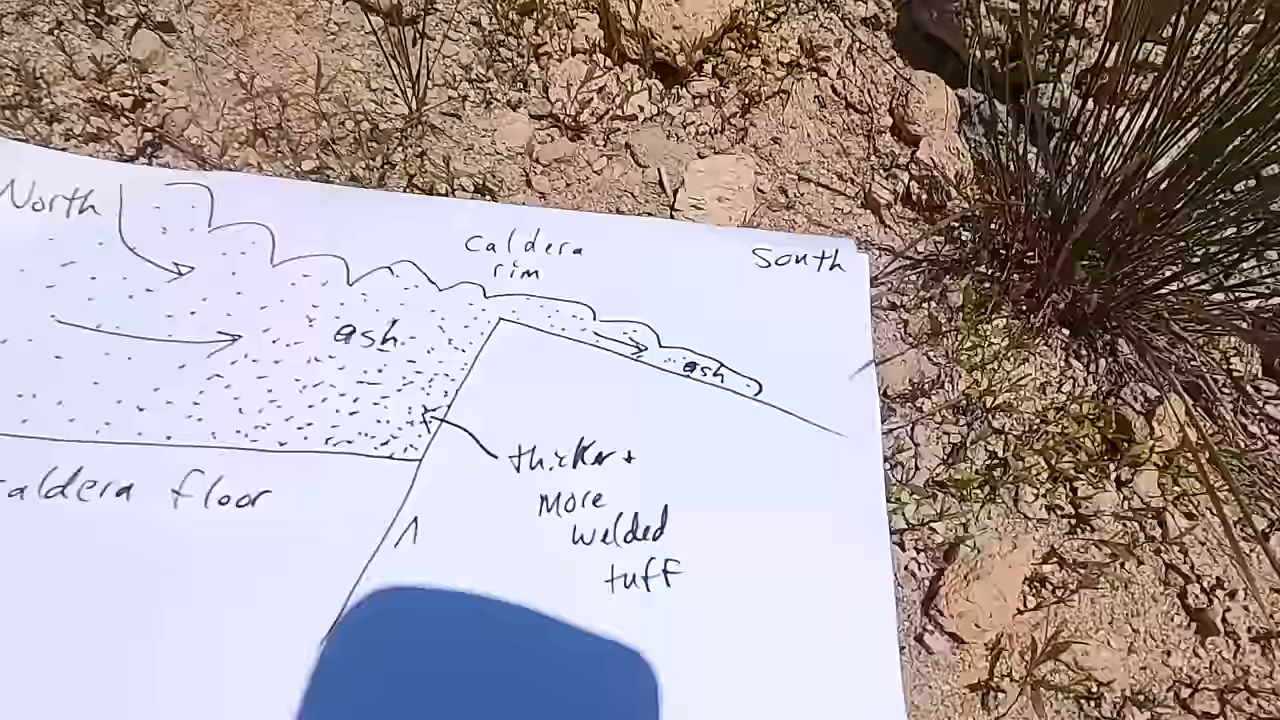 North
caldera
rim
South
ash
ash
thicker +
more
welded
tuff
aldera floor